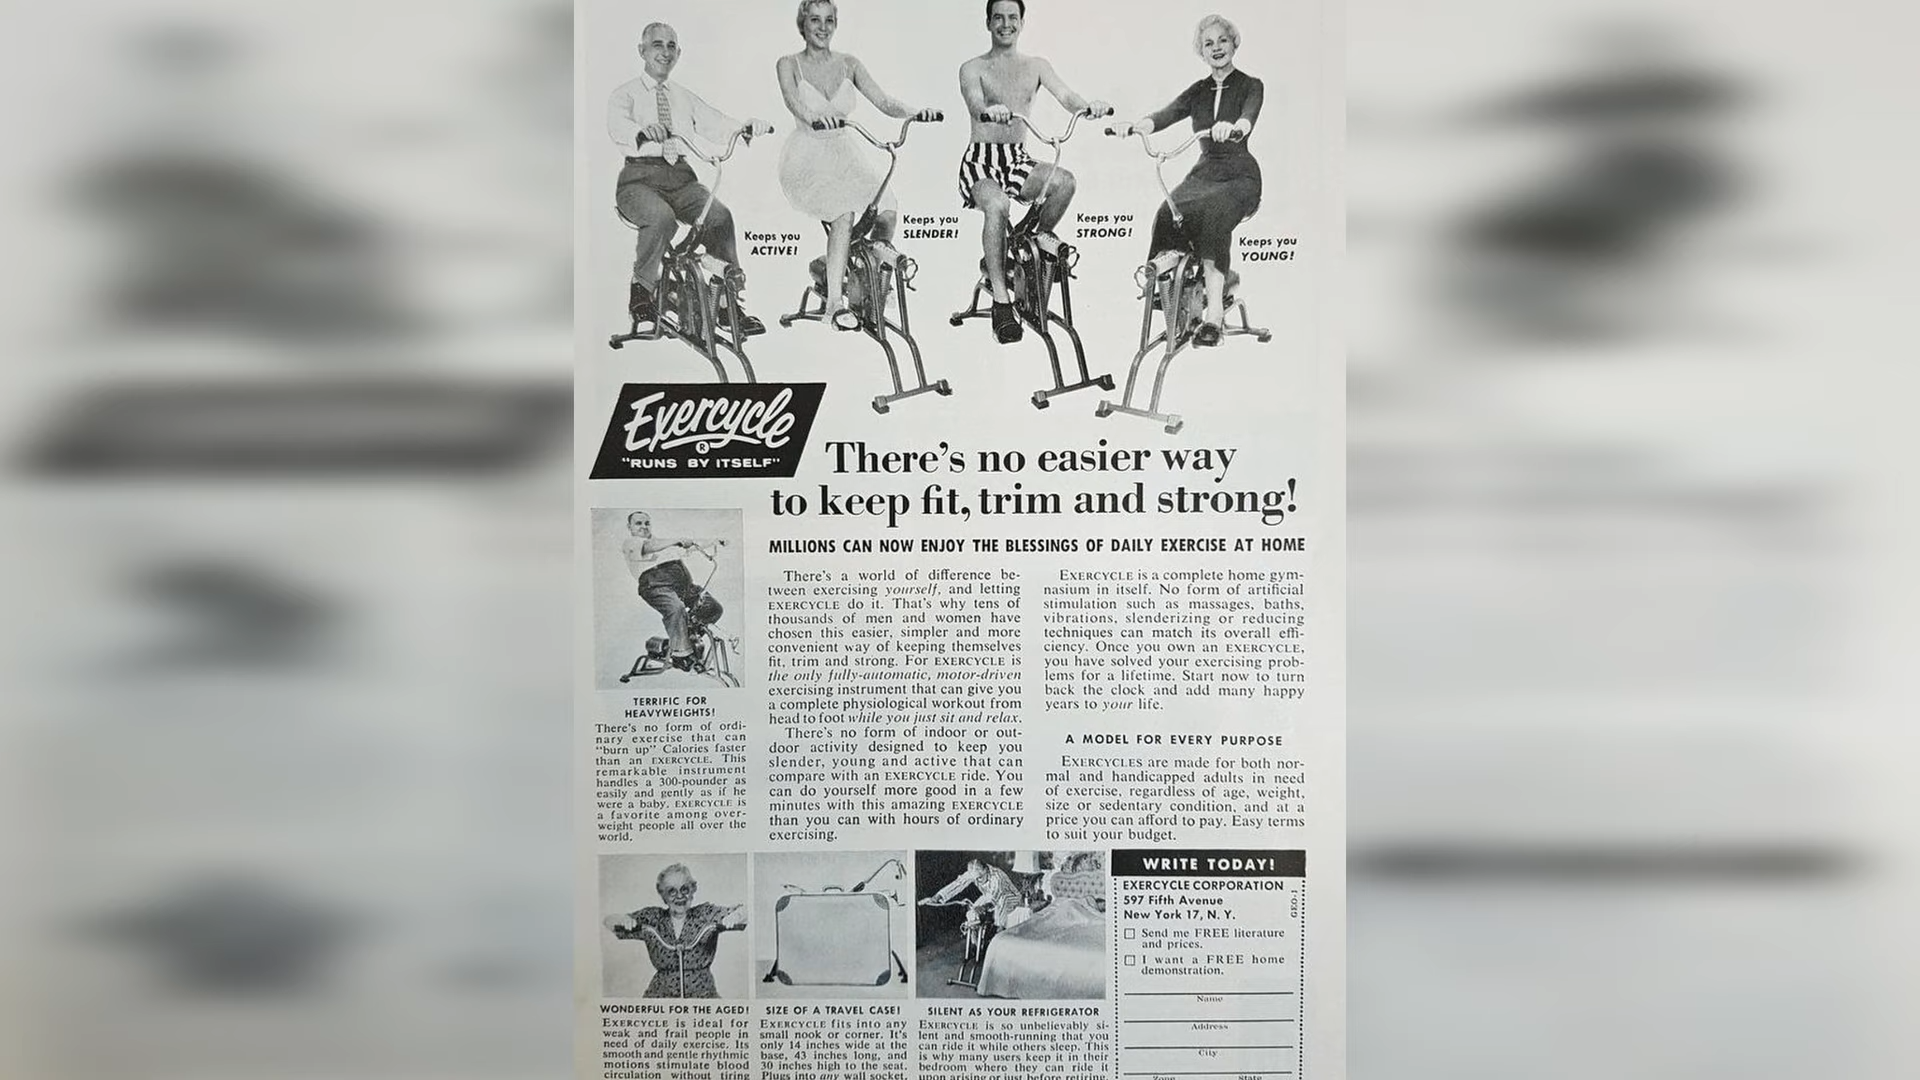 Keeps you
ACTIVE!
Keeps you
SLENDER!
Keeps you
STRONG!
Keeps you
YOUNG!
Exercycle
®
"RUNS BY ITSELF"
There's no easier way
to keep fit, trim and strong!
MILLIONS CAN NOW ENJOY THE BLESSINGS OF DAILY EXERCISE AT HOME
TERRIFIC FOR
HEAVYWEIGHTS!
There's no form of ordi-
nary exercise that can
"burn up" Calories faster
than an EXERCYCLE. This
remarkable instrument
handles a 300-pounder as
easily and gently as if he
were a baby. EXERCYCLE is
a favorite among over-
weight people all over the
world.
There's a world of difference be-
tween exercising yourself, and letting
EXERCYCLE do it. That's why tens of
thousands of men and women have
chosen this easier, simpler and more
convenient way of keeping themselves
fit, trim and strong. For EXERCYCLE is
the only fully-automatic, motor-driven
exercising instrument that can give you
a complete physiological workout from
head to foot while you just sit and relax.
There's no form of indoor or out-
door activity designed to keep you
slender, young and active that can
compare with an EXERCYCLE ride. You
can do yourself more good in a few
minutes with this amazing EXERCYCLE
than you can with hours of ordinary
exercising.
EXERCYCLE is a complete home gym-
nasium in itself. No form of artificial
stimulation such as massages, baths,
vibrations, slenderizing or reducing
techniques can match its overall effi-
ciency. Once you own an EXERCYCLE,
you have solved your exercising prob-
lems for a lifetime. Start now to turn
back the clock and add many happy
years to your life.
A MODEL FOR EVERY PURPOSE
EXERCYCLES are made for both nor-
mal and handicapped adults in need
of exercise, regardless of age, weight,
size or sedentary condition, and at a
price you can afford to pay. Easy terms
to suit your budget.
WONDERFUL FOR THE AGED!
EXERCYCLE is ideal for
weak and frail people in
need of daily exercise. Its
smooth and gentle rhythmic
motions stimulate blood
circulation without tiring
SIZE OF A TRAVEL CASE!
EXERCYCLE fits into any
small nook or corner. It's
only 14 inches wide at the
base, 43 inches long, and
30 inches high to the seat.
Plugs into any wall socket.
SILENT AS YOUR REFRIGERATOR
EXERCYCLE is so unbelievably si-
lent and smooth-running that you
can ride it while others sleep. This
is why many users keep it in their
bedroom where they can ride it
upon arising or just before retiring.
WRITE TODAY!
EXERCYCLE CORPORATION
597 Fifth Avenue
New York 17, N. Y.
GEO-1
Send me FREE literature
and prices.
I want a FREE home
demonstration.
Name
Address
City
Zone State